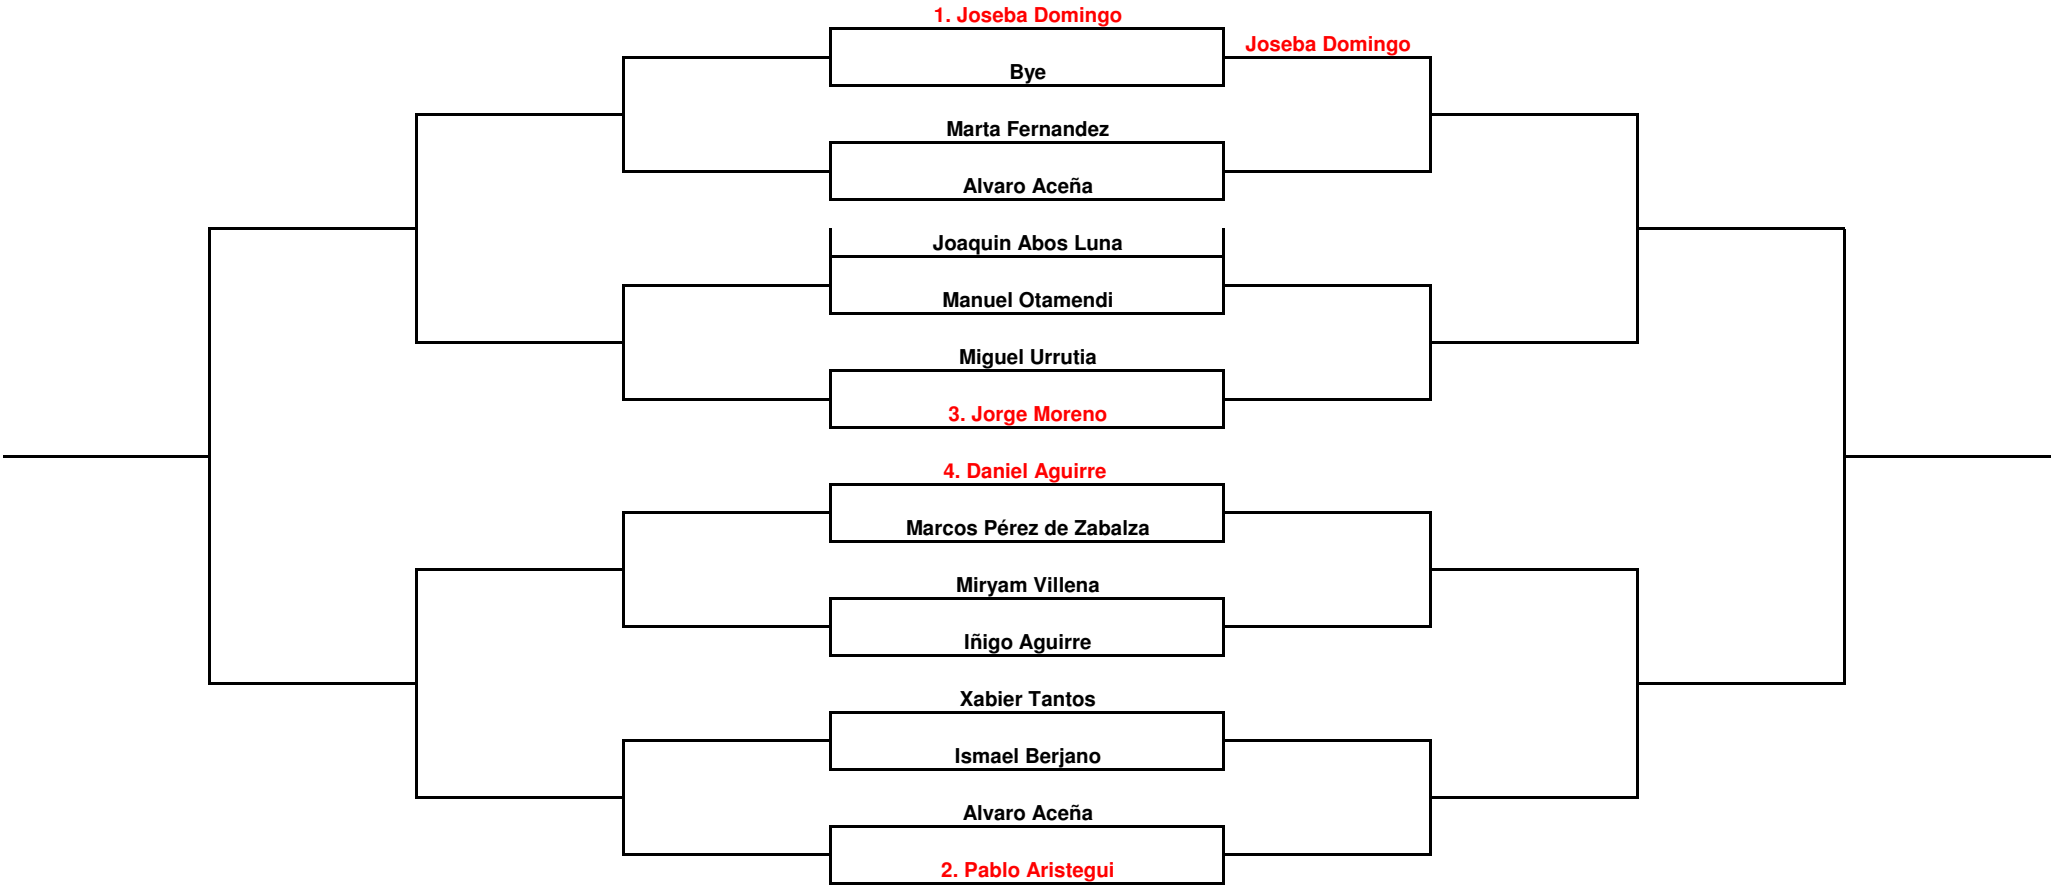 1. Joseba Domingo
Joseba Domingo
Bye
Marta Fernandez
Alvaro Aceña
Joaquin Abos Luna
Manuel Otamendi
Miguel Urrutia
3. Jorge Moreno
4. Daniel Aguirre
Marcos Pérez de Zabalza
Miryam Villena
Iñigo Aguirre
Xabier Tantos
Ismael Berjano
Alvaro Aceña
2. Pablo Aristegui